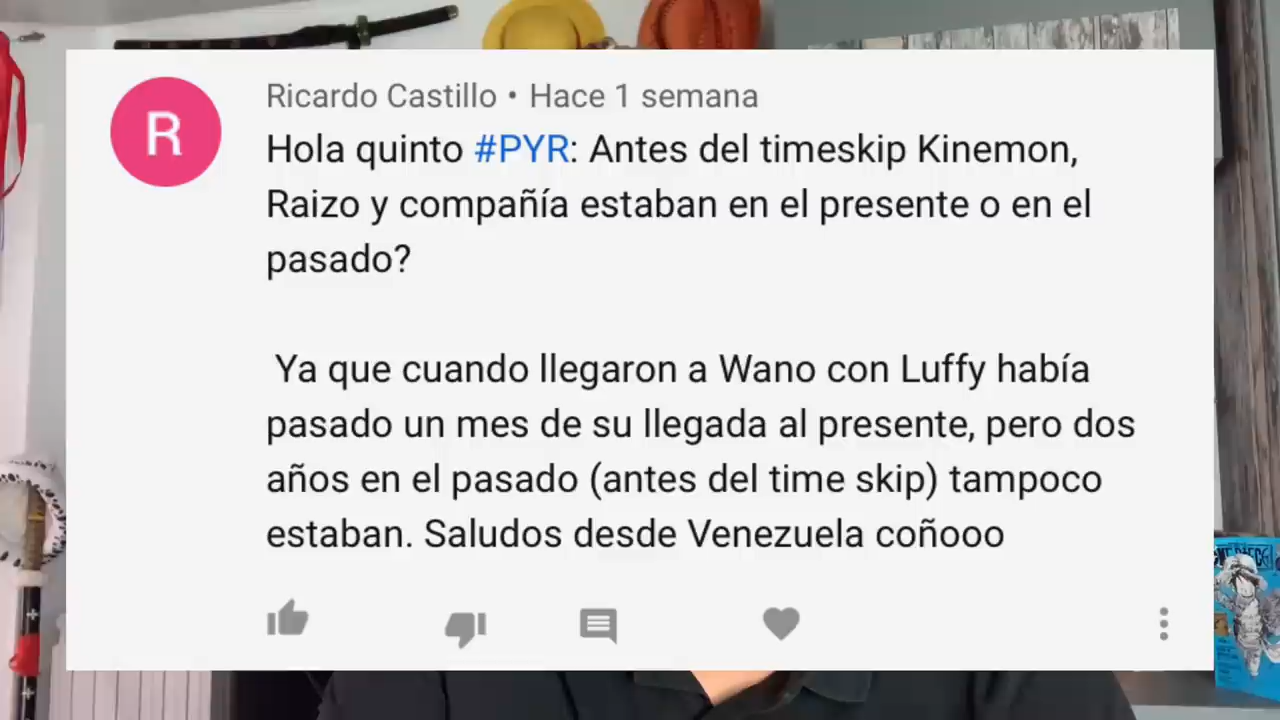 R
Ricardo Castillo • Hace 1 semana
Hola quinto #PYR: Antes del timeskip Kinemon,
Raizo y compañía estaban en el presente o en el
pasado?
Ya que cuando llegaron a Wano con Luffy había
pasado un mes de su llegada al presente, pero dos
años en el pasado (antes del time skip) tampoco
estaban. Saludos desde Venezuela coñooo